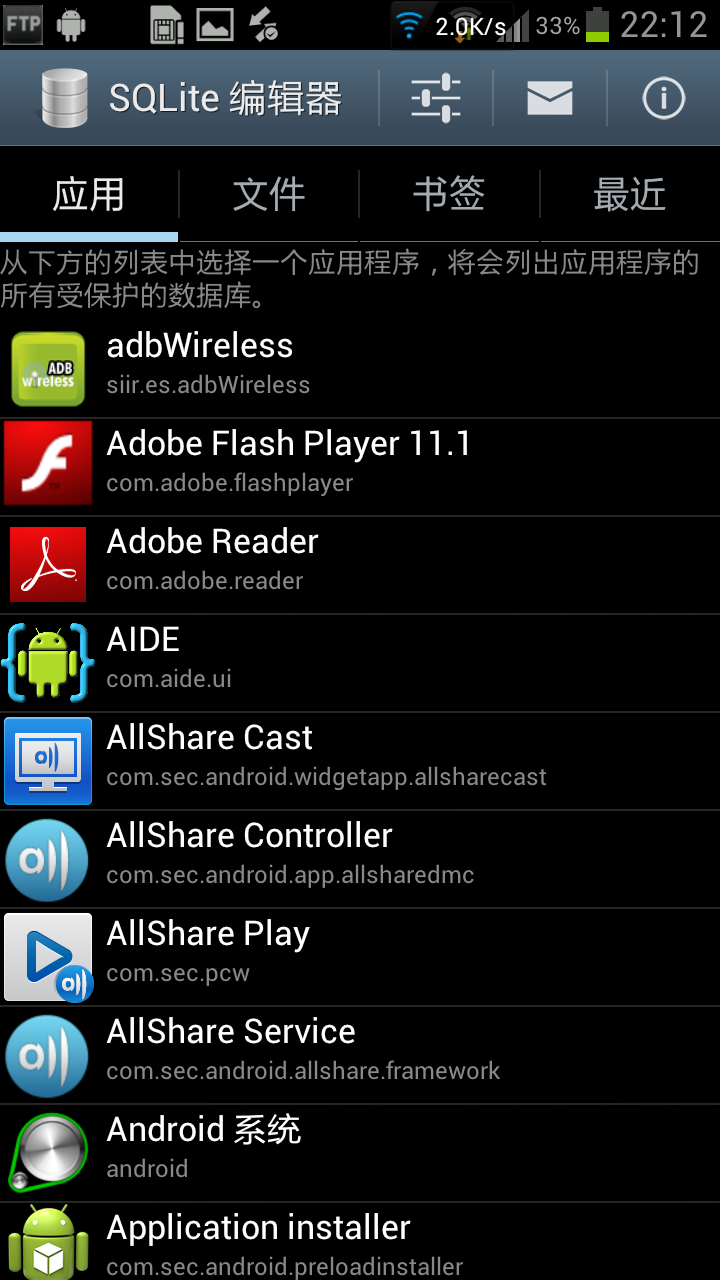 FTP 2.0K/s 33% 22:12
SQLite 编辑器
应用 文件 书签 最近
从下方的列表中选择一个应用程序，将会列出应用程序的
所有受保护的数据库。
adbWireless
ADB
wireless
siir.es.adbWireless
Adobe Flash Player 11.1
com.adobe.flashplayer
Adobe Reader
com.adobe.reader
AIDE
com.aide.ui
AllShare Cast
com.sec.android.widgetapp.allsharecast
AllShare Controller
com.sec.android.app.allsharedmc
AllShare Play
com.sec.pcw
AllShare Service
com.sec.android.allshare.framework
Android 系统
android
Application installer
com.sec.android.preloadinstaller